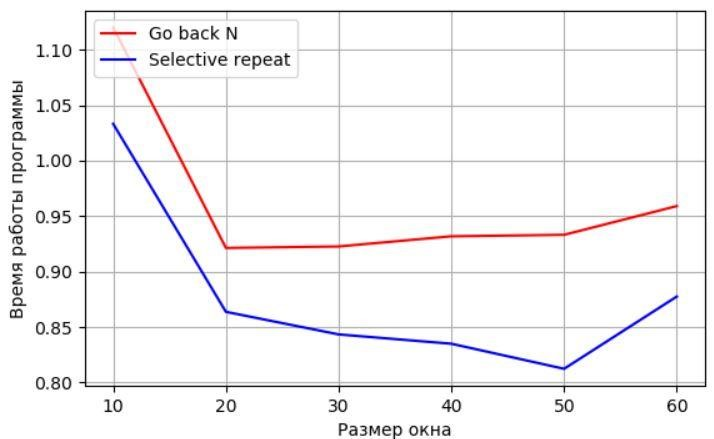 Go back N
Selective repeat
Время работы программы
1.10
1.05
1.00
0.95
0.90
0.85
0.80
10 20 30 40 50 60
Размер окна